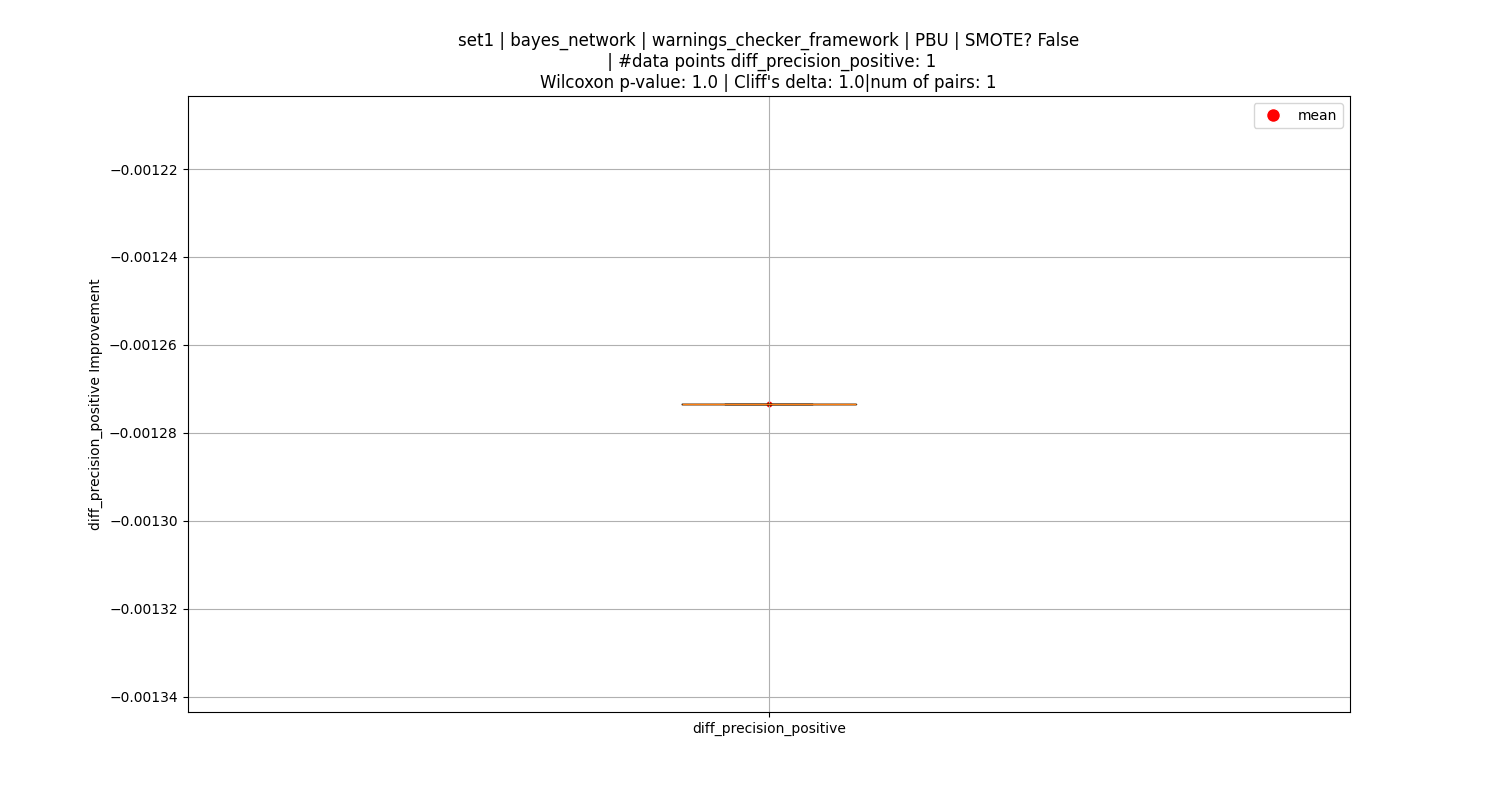 set1 | bayes_network | warnings_checker_framework | PBU | SMOTE? False
| #data points diff_precision_positive: 1
Wilcoxon p-value: 1.0 | Cliff's delta: 1.0|num of pairs: 1
mean
−0.00122
−0.00124
−0.00126
−0.00128
−0.00130
−0.00132
−0.00134
diff_precision_positive Improvement
diff_precision_positive